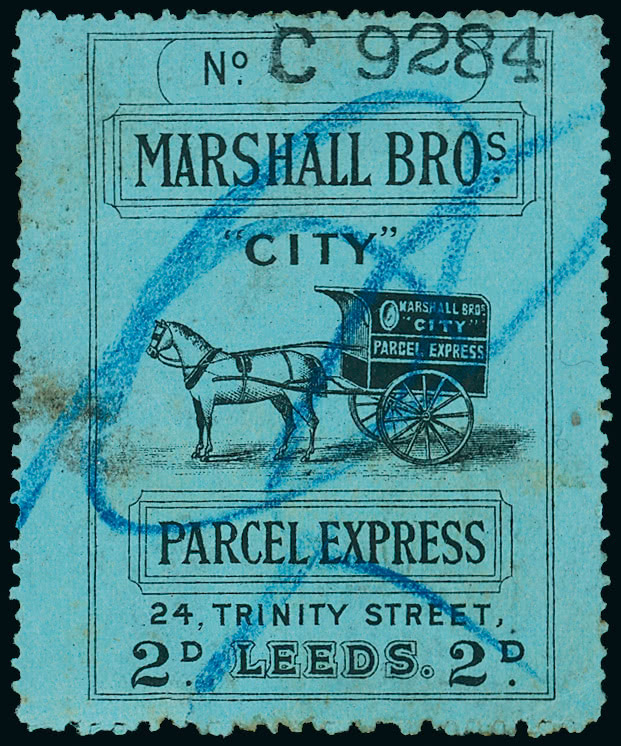 Nº. C 9284
MARSHALL BROS.
"CITY"
MARSHALL BROS
"CITY"
PARCEL EXPRESS
PARCEL EXPRESS
24, TRINITY STREET,
2D. LEEDS. 2D.